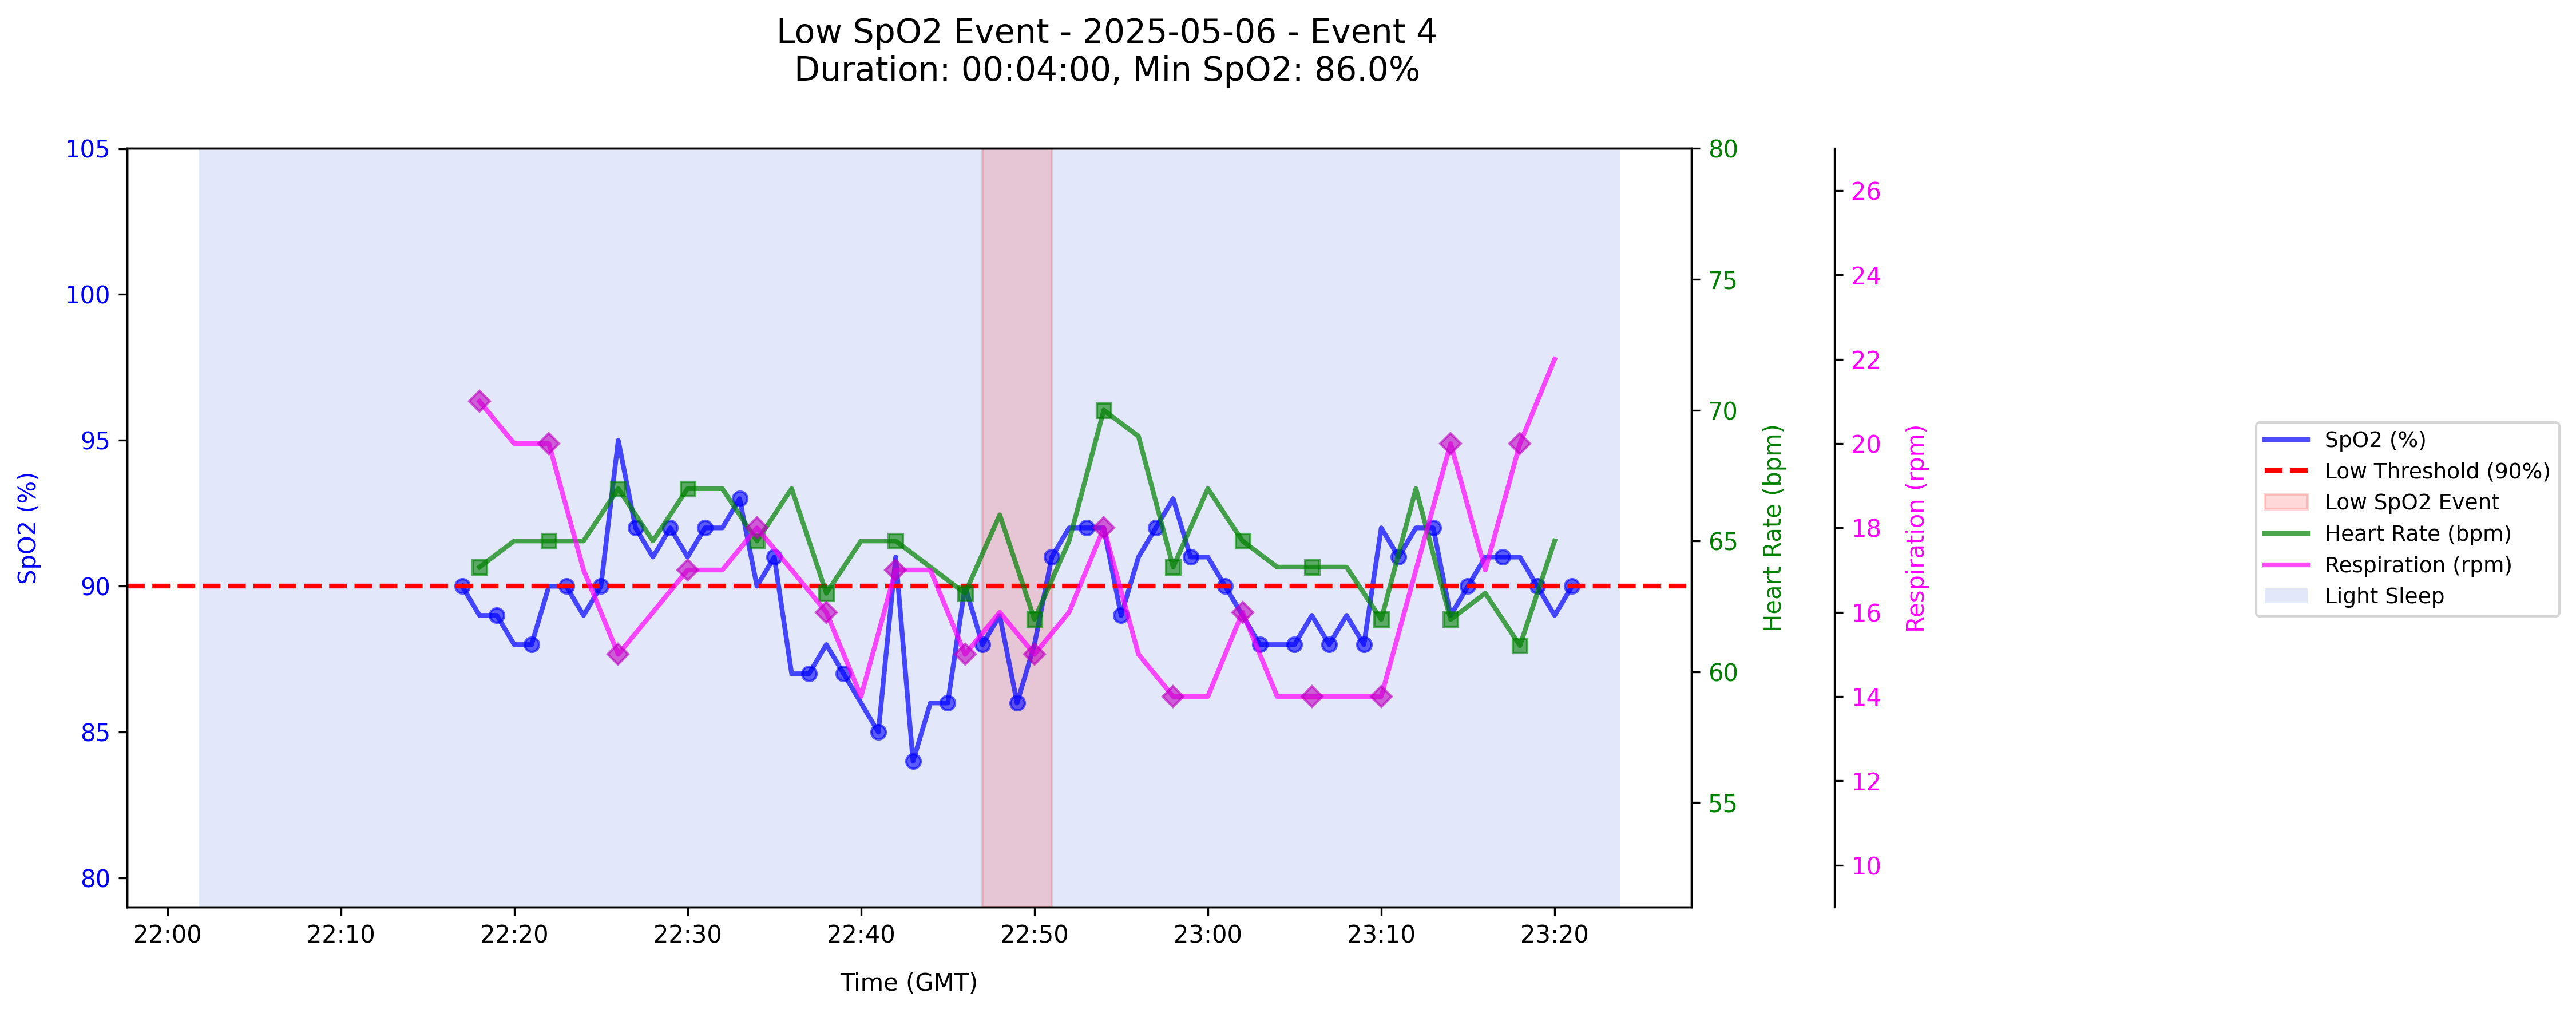 Low SpO2 Event - 2025-05-06 - Event 4
Duration: 00:04:00, Min SpO2: 86.0%
105
100
95
90
85
80
SpO2 (%)
22:00
22:10
22:20
22:30
22:40
22:50
23:00
23:10
23:20
Time (GMT)
80
75
70
65
60
55
Heart Rate (bpm)
26
24
22
20
18
16
14
12
10
Respiration (rpm)
SpO2 (%)
Low Threshold (90%)
Low SpO2 Event
Heart Rate (bpm)
Respiration (rpm)
Light Sleep